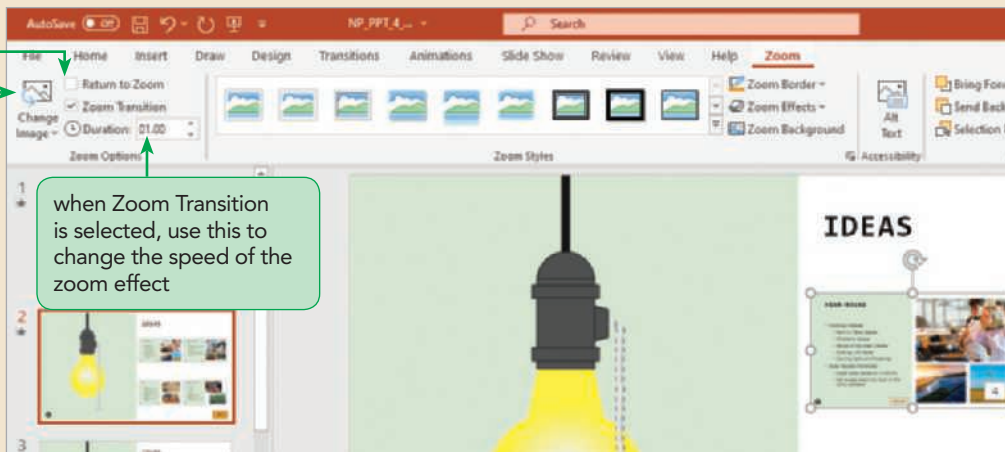 AutoSave Off NP_PPT_4_... Search
File Home Insert Draw Design Transitions Animations Slide Show Review View Help Zoom
Return to Zoom
Zoom Transition
Duration: 01.00
Change
Image
Zoom Options
Zoom Styles
Zoom Border
Zoom Effects
Zoom Background
Alt
Text
Accessibility
Bring For
Send Back
Selection
when Zoom Transition
is selected, use this to
change the speed of the
zoom effect
1
2
IDEAS
3
IDEAS
4